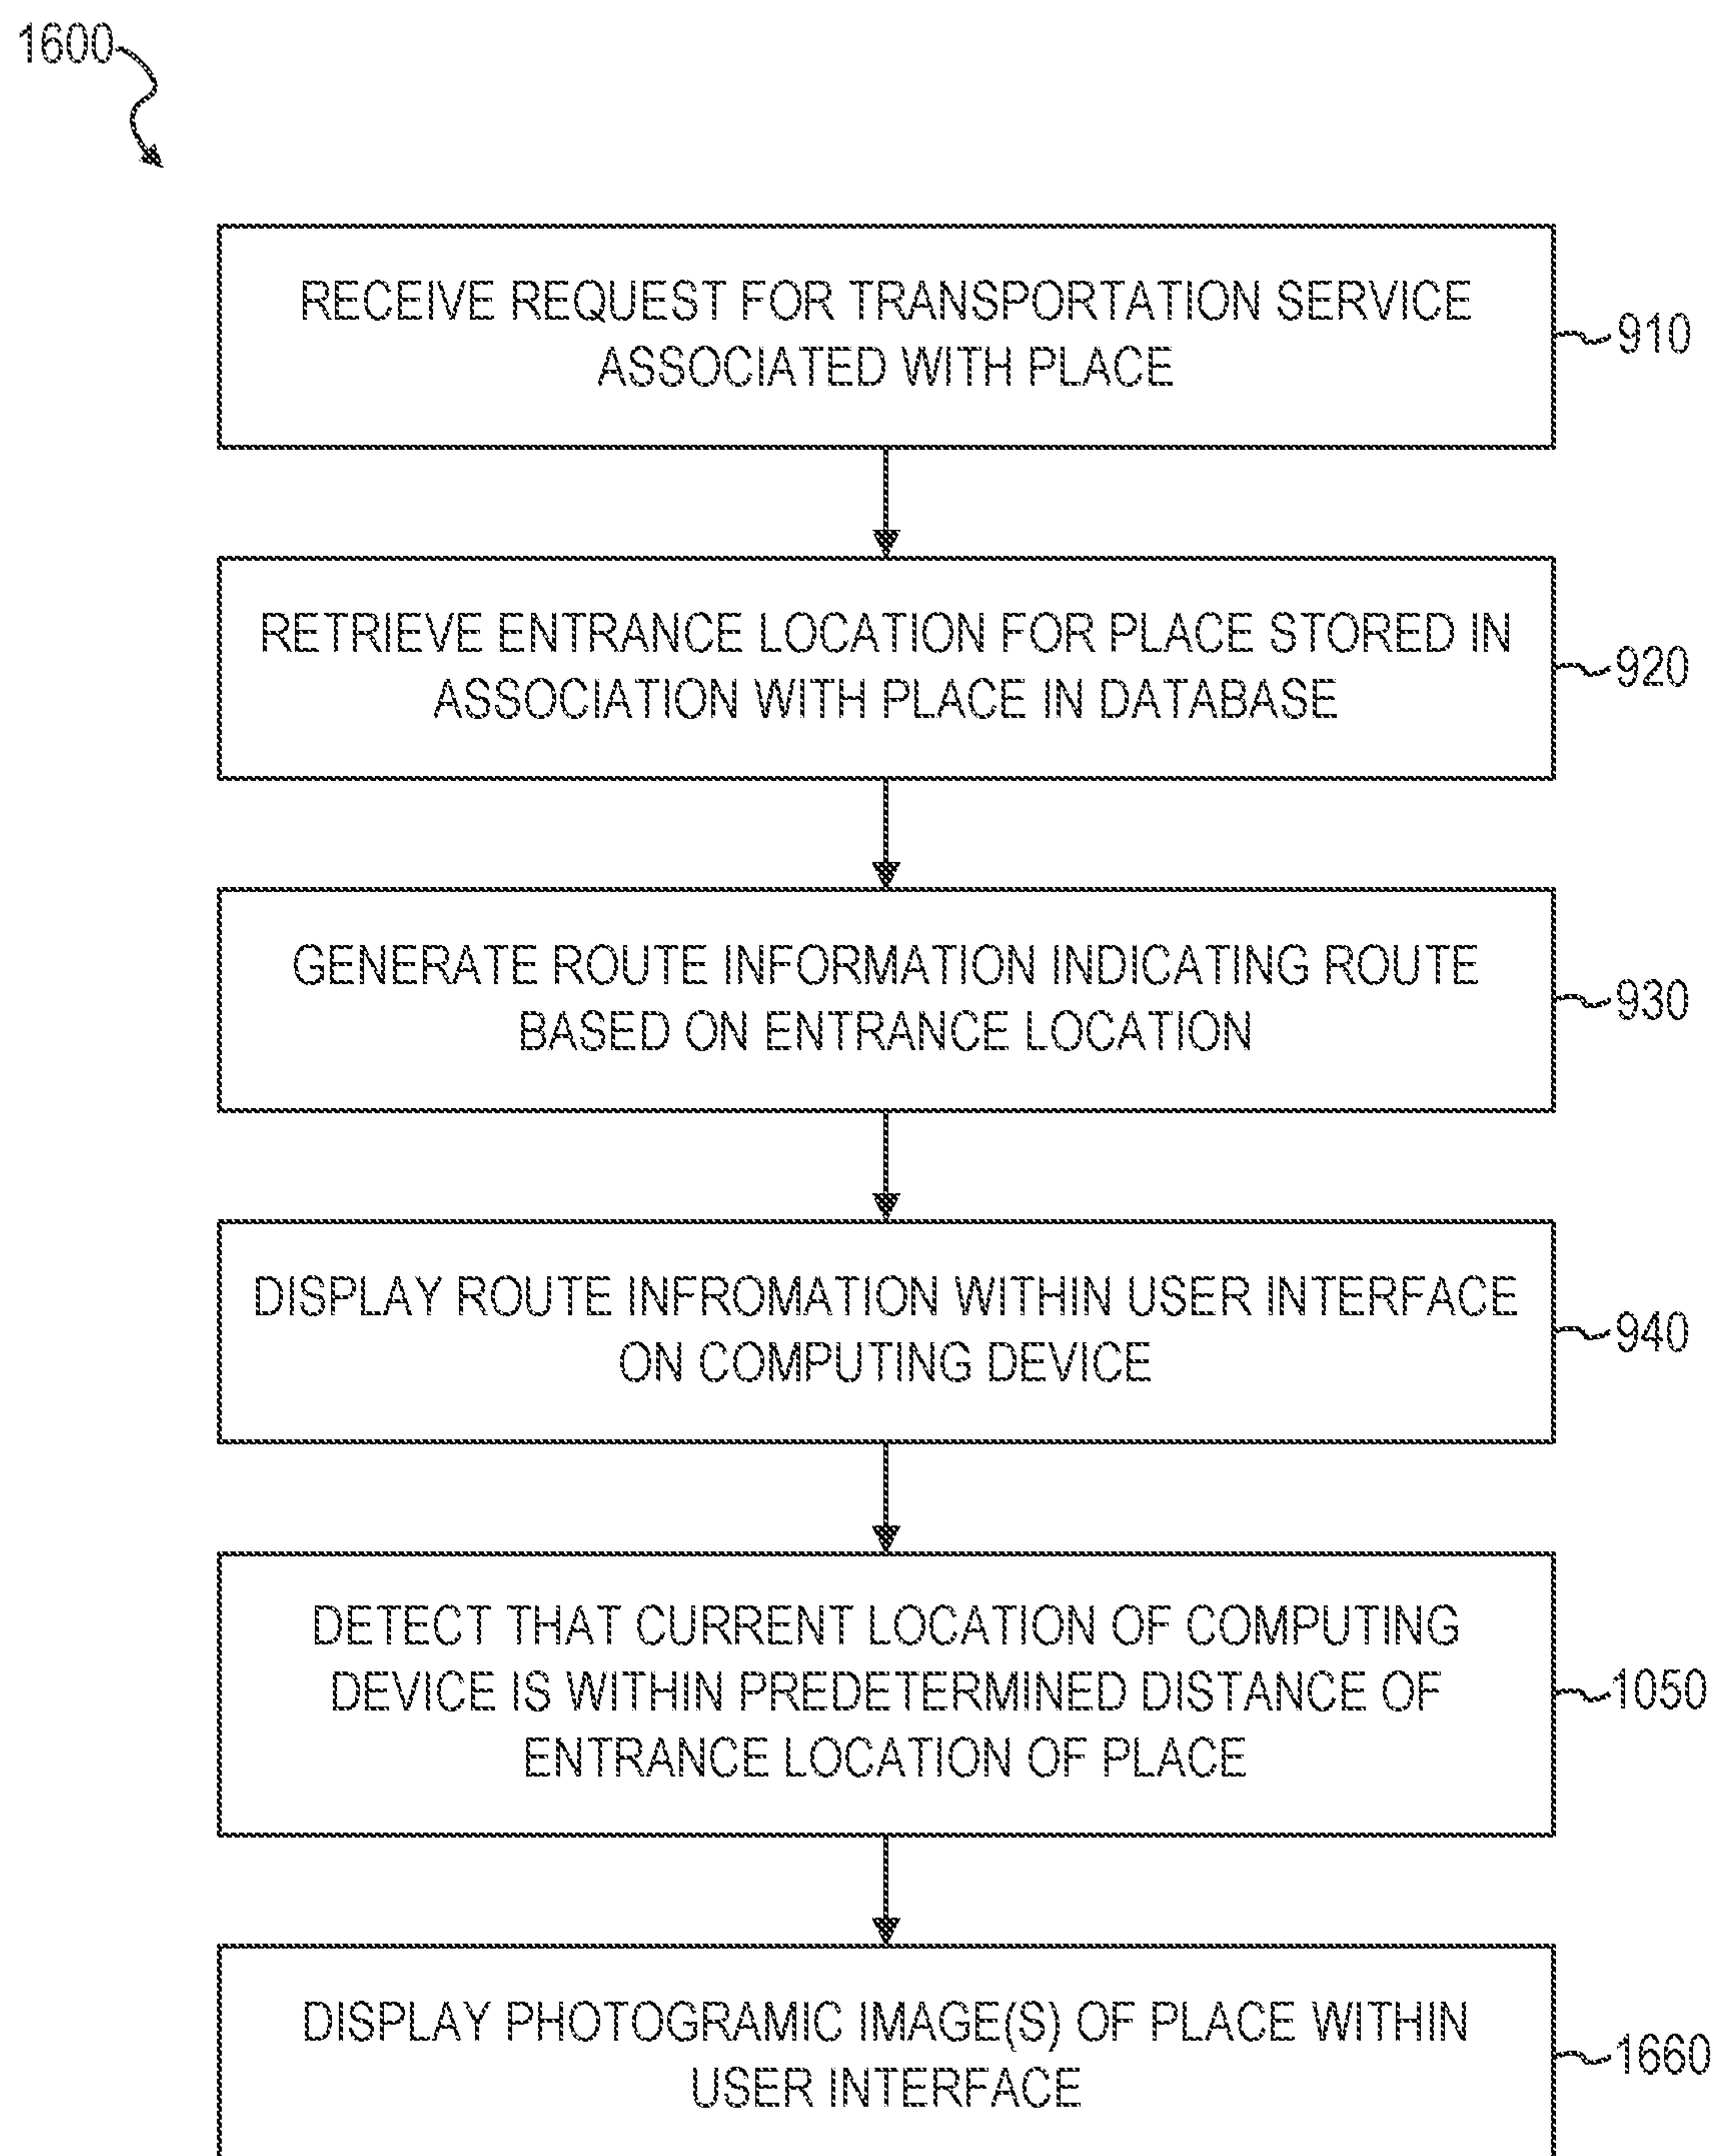 1600
RECEIVE REQUEST FOR TRANSPORTATION SERVICE
ASSOCIATED WITH PLACE
910
RETRIEVE ENTRANCE LOCATION FOR PLACE STORED IN
ASSOCIATION WITH PLACE IN DATABASE
920
GENERATE ROUTE INFORMATION INDICATING ROUTE
BASED ON ENTRANCE LOCATION
930
DISPLAY ROUTE INFROMATION WITHIN USER INTERFACE
ON COMPUTING DEVICE
940
DETECT THAT CURRENT LOCATION OF COMPUTING
DEVICE IS WITHIN PREDETERMINED DISTANCE OF
ENTRANCE LOCATION OF PLACE
1050
DISPLAY PHOTOGRAMIC IMAGE(S) OF PLACE WITHIN
USER INTERFACE
1660